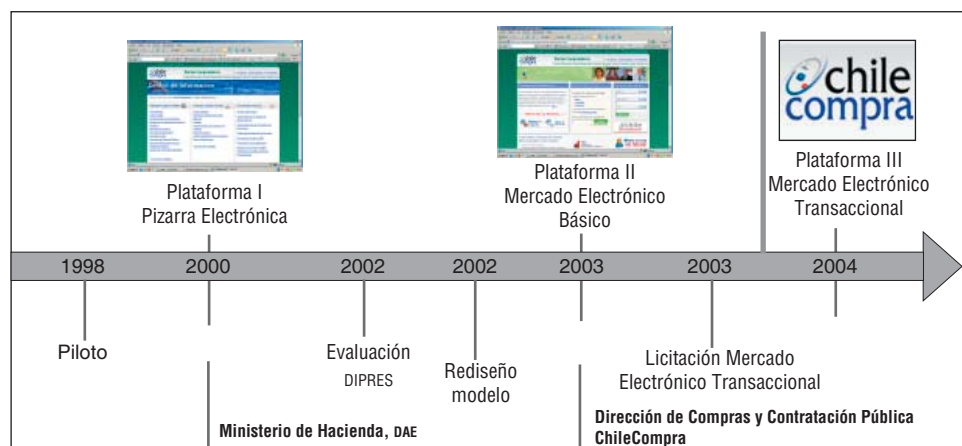 chile
compra
Plataforma I
Pizarra Electrónica
Plataforma II
Mercado Electrónico
Básico
Plataforma III
Mercado Electrónico
Transaccional
1998
2000
2002
2002
2003
2003
2004
Piloto
Evaluación
DIPRES
Rediseño
modelo
Licitación Mercado
Electrónico Transaccional
Ministerio de Hacienda, DAE
Dirección de Compras y Contratación Pública
ChileCompra